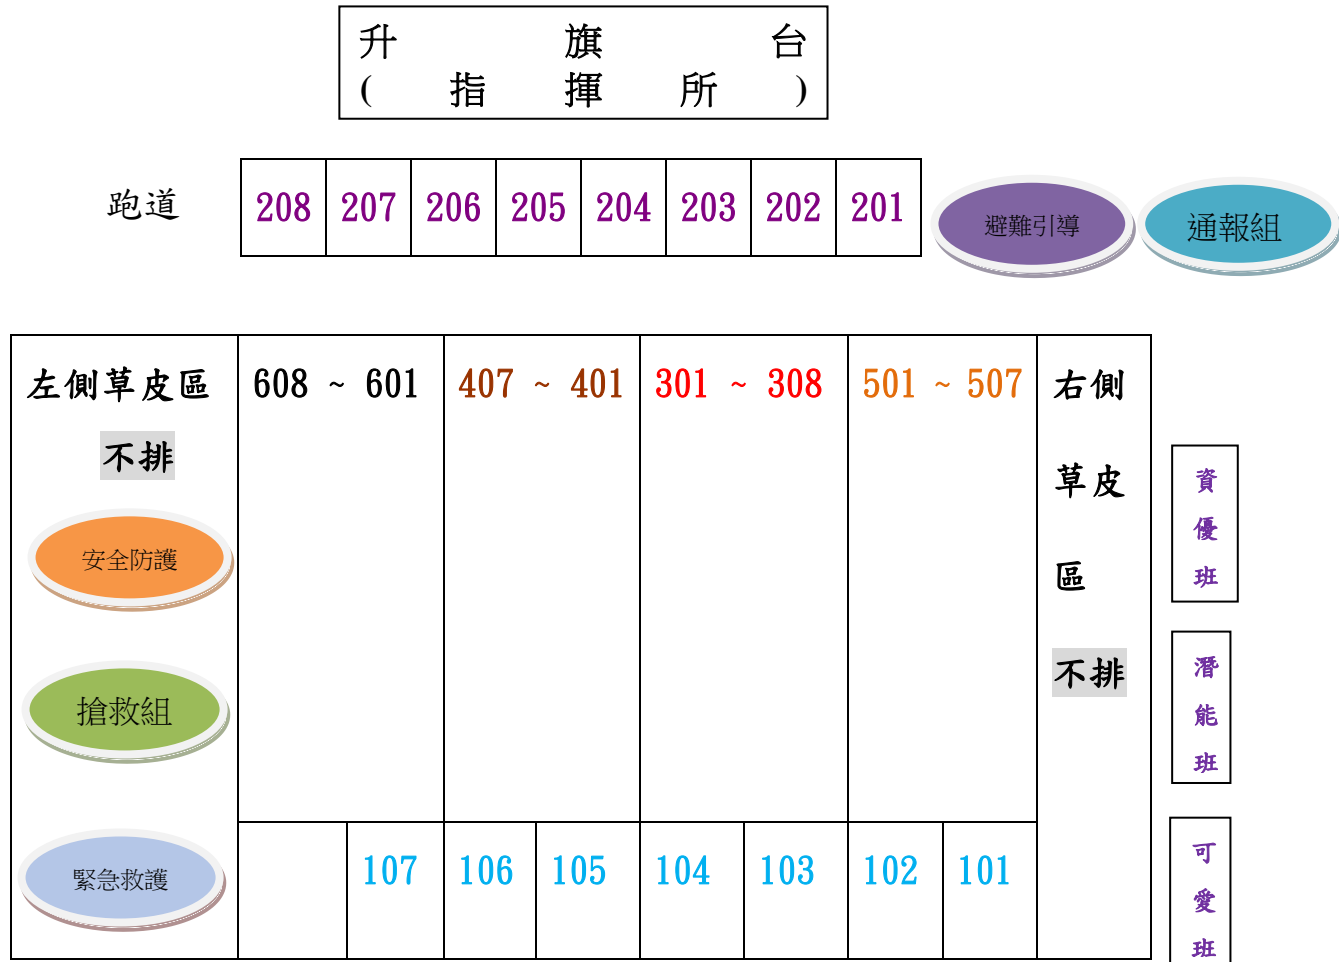 升旗台
(指揮所)
跑道
208 207 206 205 204 203 202 201
避難引導
通報組
左側草皮區
不排
安全防護
搶救組
緊急救護
608 ~ 601
407 ~ 401
301 ~ 308
501 ~ 507
107 106 105 104 103 102 101
右側
草皮
區
不排
資
優
班
潛
能
班
可
愛
班